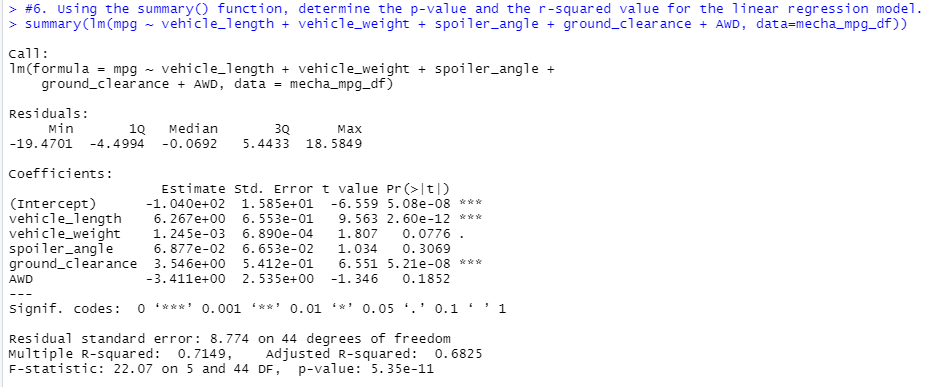 > #6. Using the summary() function, determine the p-value and the r-squared value for the linear regression model.
> summary(lm(mpg ~ vehicle_length + vehicle_weight + spoiler_angle + ground_clearance + AWD, data=mecha_mpg_df))
Call:
lm(formula = mpg ~ vehicle_length + vehicle_weight + spoiler_angle +
    ground_clearance + AWD, data = mecha_mpg_df)
Residuals:
     Min       1Q   Median       3Q      Max
-19.4701  -4.4994  -0.0692   5.4433  18.5849
Coefficients:
                   Estimate Std. Error t value Pr(>|t|)
(Intercept)      -1.040e+02  1.585e+01  -6.559 5.08e-08 ***
vehicle_length    6.267e+00  6.553e-01   9.563 2.60e-12 ***
vehicle_weight    1.245e-03  6.890e-04   1.807   0.0776 .
spoiler_angle     6.877e-02  6.653e-02   1.034   0.3069
ground_clearance  3.546e+00  5.412e-01   6.551 5.21e-08 ***
AWD              -3.411e+00  2.535e+00  -1.346   0.1852
---
Signif. codes:  0 ‘***’ 0.001 ‘**’ 0.01 ‘*’ 0.05 ‘.’ 0.1 ‘ ’ 1
Residual standard error: 8.774 on 44 degrees of freedom
Multiple R-squared:  0.7149,    Adjusted R-squared:  0.6825
F-statistic: 22.07 on 5 and 44 DF,  p-value: 5.35e-11